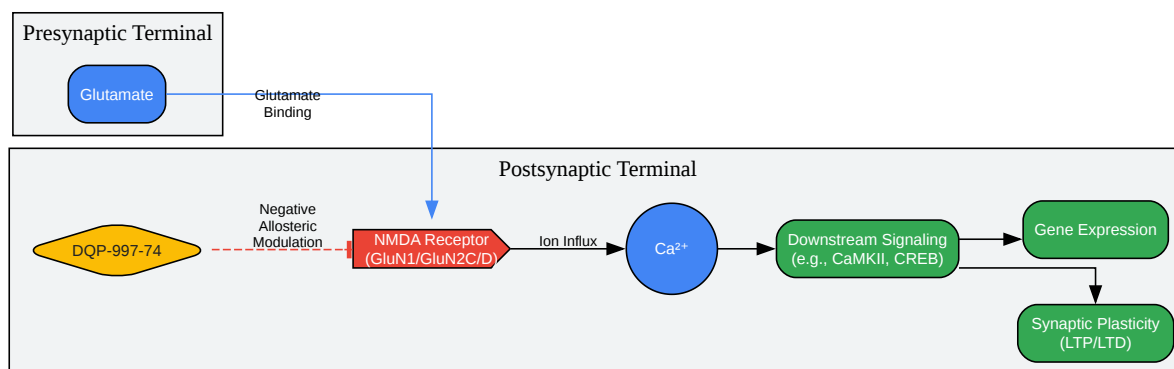 Presynaptic Terminal
Glutamate
Glutamate
Binding
Postsynaptic Terminal
DQP-997-74
Negative
Allosteric
Modulation
NMDA Receptor
(GluN1/GluN2C/D)
Ion Influx
Ca²⁺
Downstream Signaling
(e.g., CaMKII, CREB)
Gene Expression
Synaptic Plasticity
(LTP/LTD)